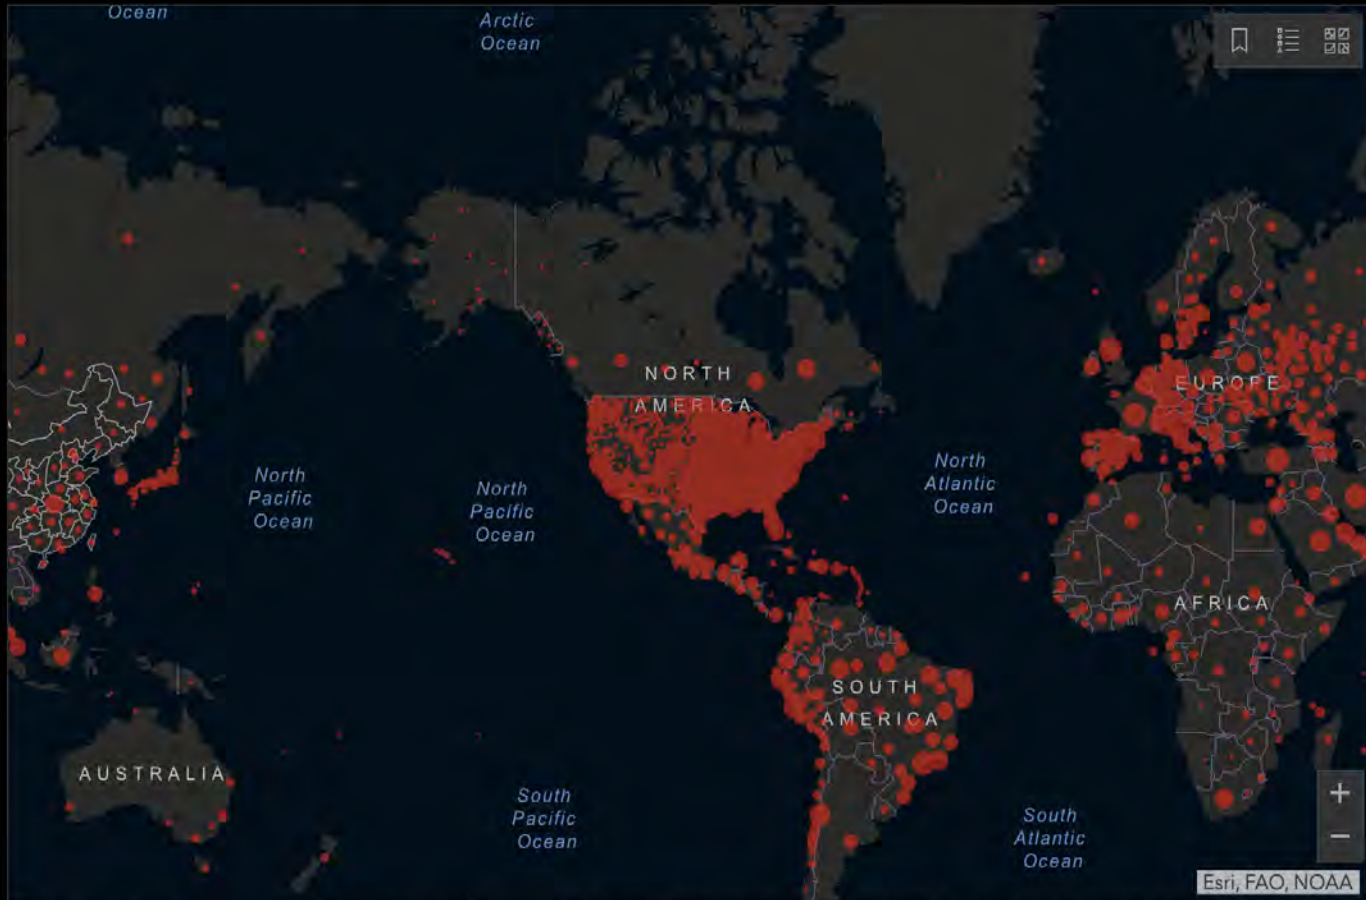 Ocean
Arctic
Ocean
NORTH
AMERICA
EUROPE
North
Pacific
Ocean
North
Pacific
Ocean
North
Atlantic
Ocean
AFRICA
SOUTH
AMERICA
AUSTRALIA
South
Pacific
Ocean
South
Atlantic
Ocean
+
−
Esri, FAO, NOAA